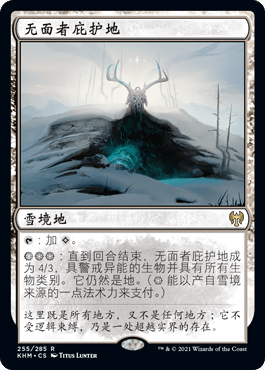 无面者庇护地
雪境地
：加。
：直到回合结束，无面者庇护地成
为4/3，具警戒异能的生物并具有所有生
物类别。它仍然是地。（能以产自雪境
来源的一点法术力来支付。）
这里既是所有地方，又不是任何地方；它不
受逻辑束缚，乃是一处超越实界的存在。
255/285 R
KHM • CS TITUS LUNTER
™ & © 2021 Wizards of the Coast